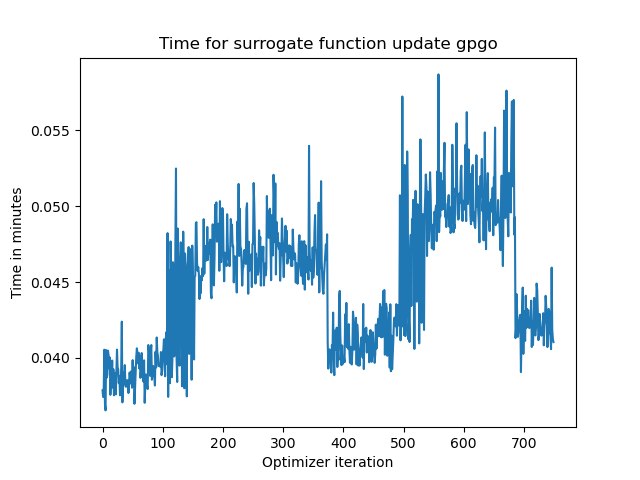 Time for surrogate function update gpgo
0.055
0.050
0.045
0.040
Time in minutes
0 100 200 300 400 500 600 700
Optimizer iteration